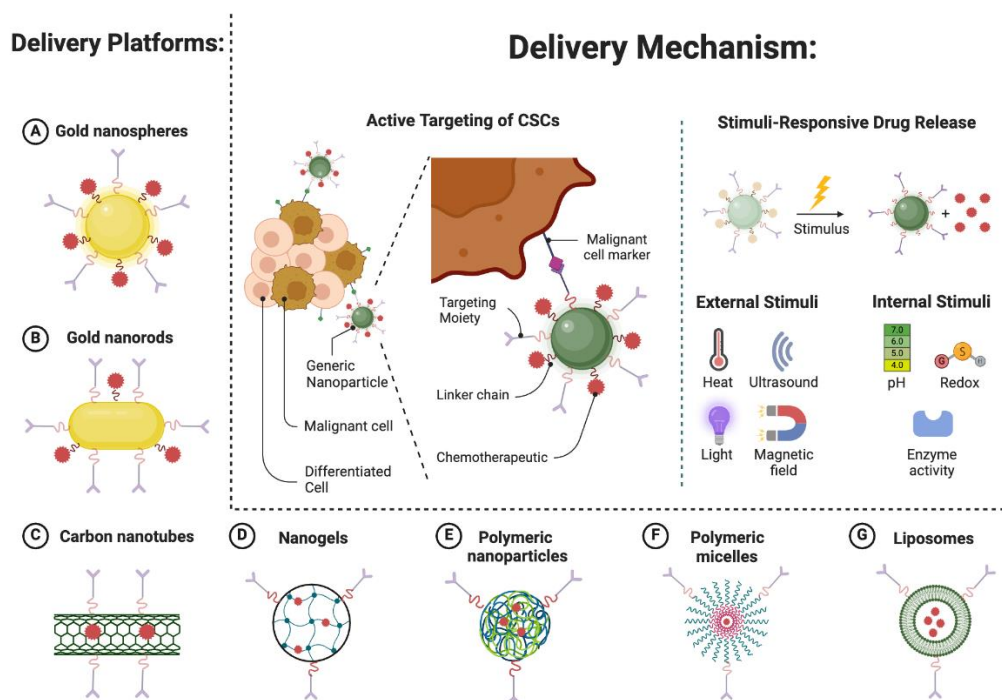 Delivery Platforms:
Delivery Mechanism:
A Gold nanospheres
B Gold nanorods
Active Targeting of CSCs
Malignant
cell marker
Targeting
Moiety
Generic
Nanoparticle
Linker chain
Malignant cell
Chemotherapeutic
Differentiated
Cell
Stimuli-Responsive Drug Release
Stimulus
+
External Stimuli
Heat
Ultrasound
Light
Magnetic
field
Internal Stimuli
7.0
6.0
5.0
4.0
pH
G S
Redox
Enzyme
activity
C Carbon nanotubes
D Nanogels
E Polymeric
nanoparticles
F Polymeric
micelles
G Liposomes